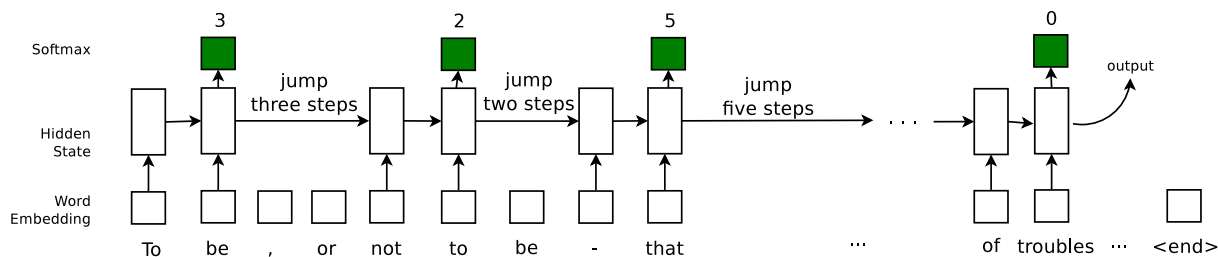 3 2 5 0
Softmax
output
jump
three steps
jump
two steps
jump
five steps
. . .
Hidden
State
Word
Embedding
To be , or not to be - that ... of troubles ... <end>